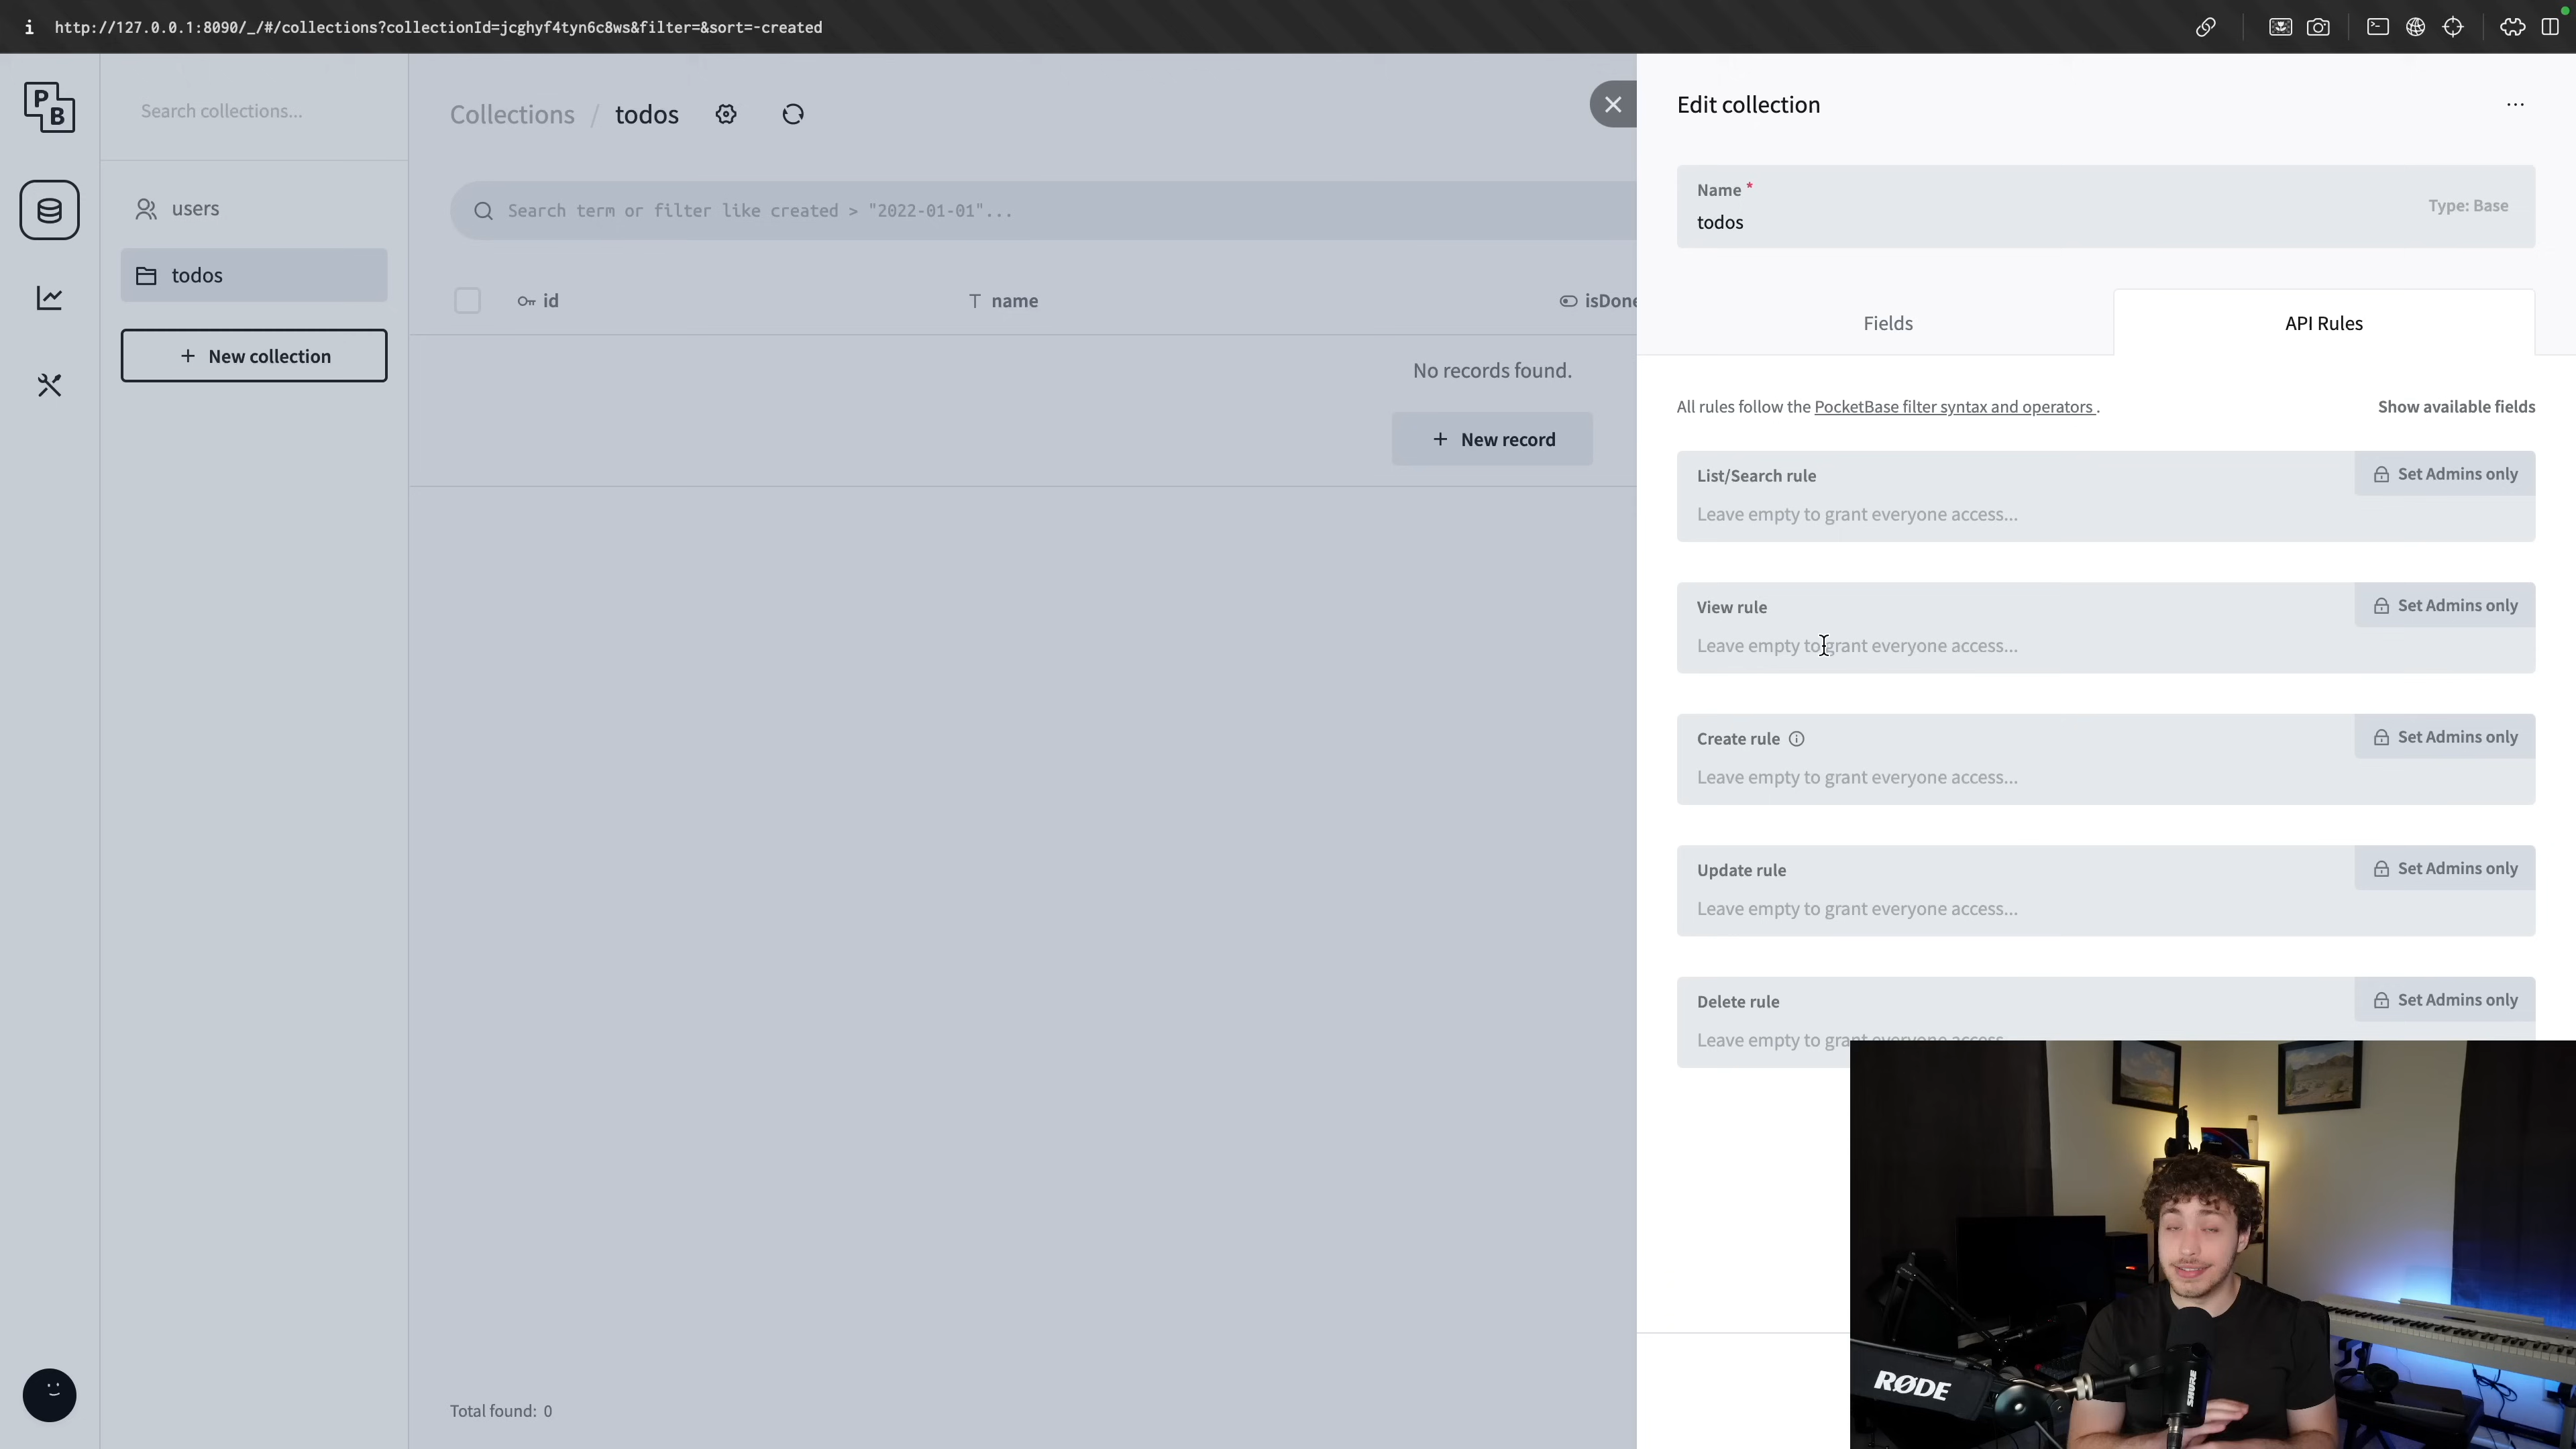 i http://127.0.0.1:8090/_/#/collections?collectionId=jcghyf4tyn6c8ws&filter=&sort=-created
P
B
Search collections...
users
todos
+ New collection
Collections / todos
Search term or filter like created > "2022-01-01"...
id
T name
isDone
No records found.
+ New record
Total found: 0
Edit collection
Name *
todos
Type: Base
Fields
API Rules
All rules follow the PocketBase filter syntax and operators .
Show available fields
List/Search rule
Set Admins only
Leave empty to grant everyone access...
View rule
Set Admins only
Leave empty to grant everyone access...
Create rule
Set Admins only
Leave empty to grant everyone access...
Update rule
Set Admins only
Leave empty to grant everyone access...
Delete rule
Set Admins only
Leave empty to grant everyone access...
RØDE
SHURE